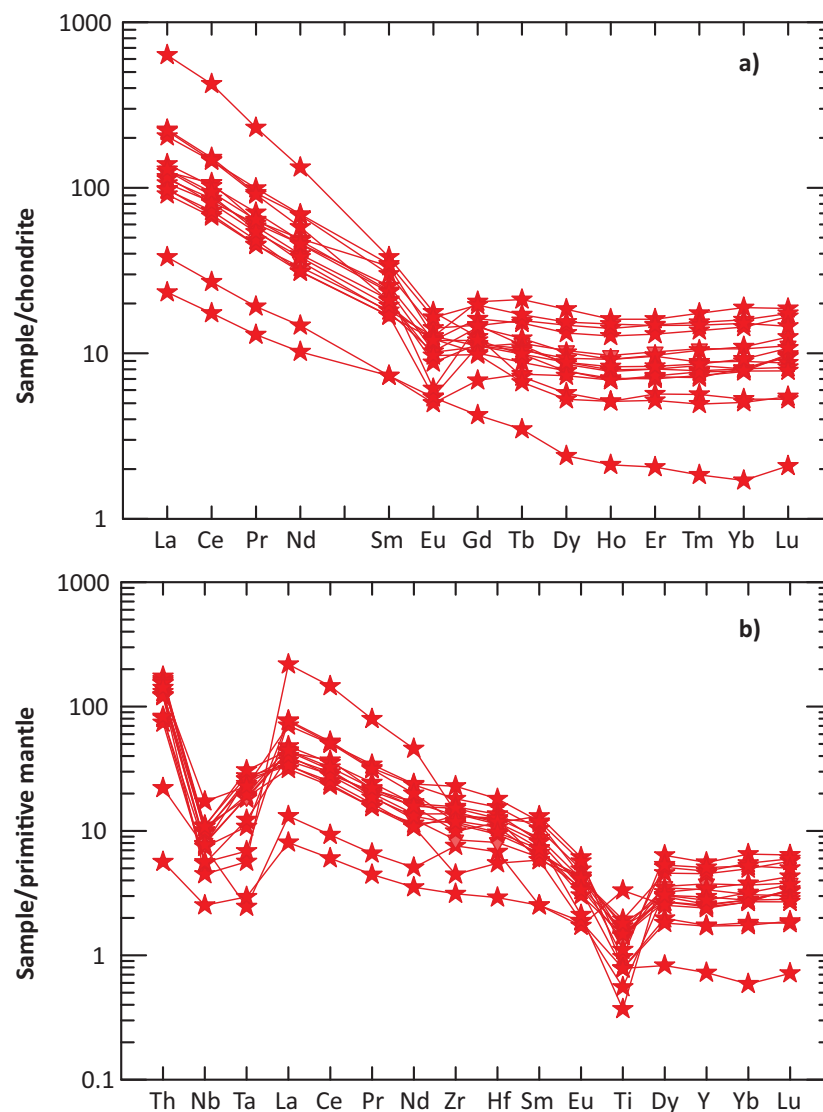 1000
a)
100
Sample/chondrite
10
1
La Ce Pr Nd Sm Eu Gd Tb Dy Ho Er Tm Yb Lu
1000
b)
100
Sample/primitive mantle
10
1
0.1
Th Nb Ta La Ce Pr Nd Zr Hf Sm Eu Ti Dy Y Yb Lu